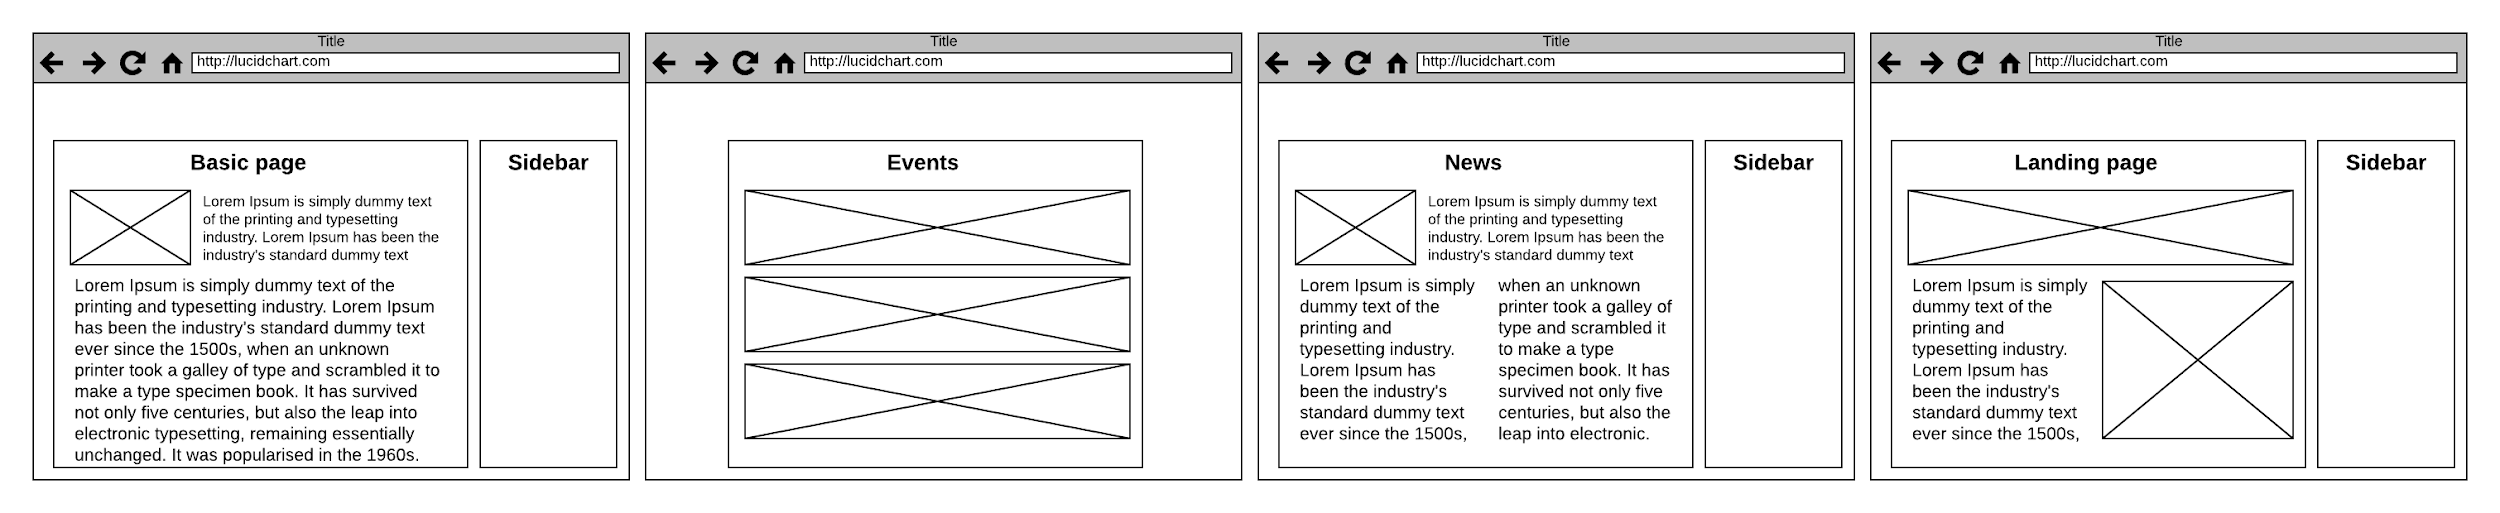 Title
http://lucidchart.com
Basic page
Lorem Ipsum is simply dummy text
of the printing and typesetting
industry. Lorem Ipsum has been the
industry's standard dummy text
Lorem Ipsum is simply dummy text of the
printing and typesetting industry. Lorem Ipsum
has been the industry's standard dummy text
ever since the 1500s, when an unknown
printer took a galley of type and scrambled it to
make a type specimen book. It has survived
not only five centuries, but also the leap into
electronic typesetting, remaining essentially
unchanged. It was popularised in the 1960s.
Sidebar
Title
http://lucidchart.com
Events
Title
http://lucidchart.com
News
Lorem Ipsum is simply dummy text
of the printing and typesetting
industry. Lorem Ipsum has been the
industry's standard dummy text
Lorem Ipsum is simply
dummy text of the
printing and
typesetting industry.
Lorem Ipsum has
been the industry's
standard dummy text
ever since the 1500s,
when an unknown
printer took a galley of
type and scrambled it
to make a type
specimen book. It has
survived not only five
centuries, but also the
leap into electronic.
Sidebar
Title
http://lucidchart.com
Landing page
Lorem Ipsum is simply
dummy text of the
printing and
typesetting industry.
Lorem Ipsum has
been the industry's
standard dummy text
ever since the 1500s,
Sidebar